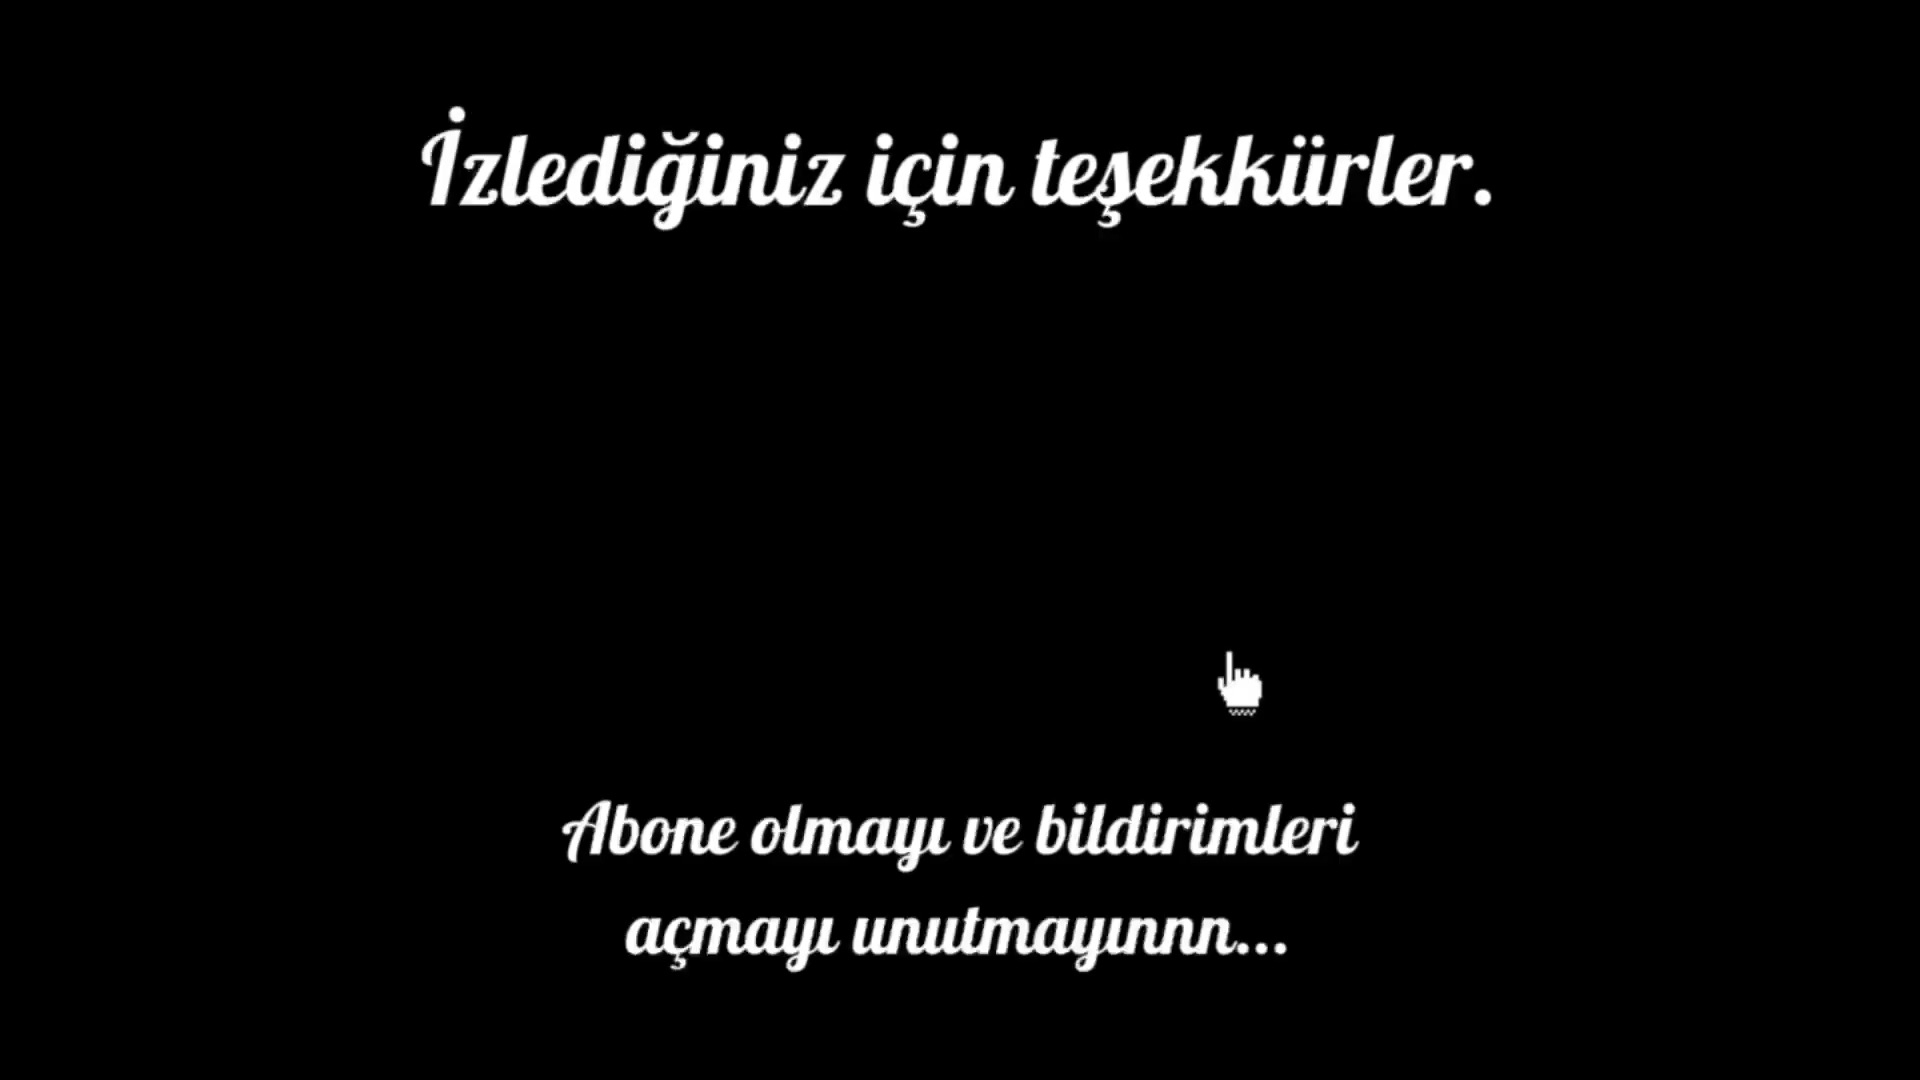 İzlediğiniz için teşekkürler.
Abone olmayı ve bildirimleri
açmayı unutmayınnn...